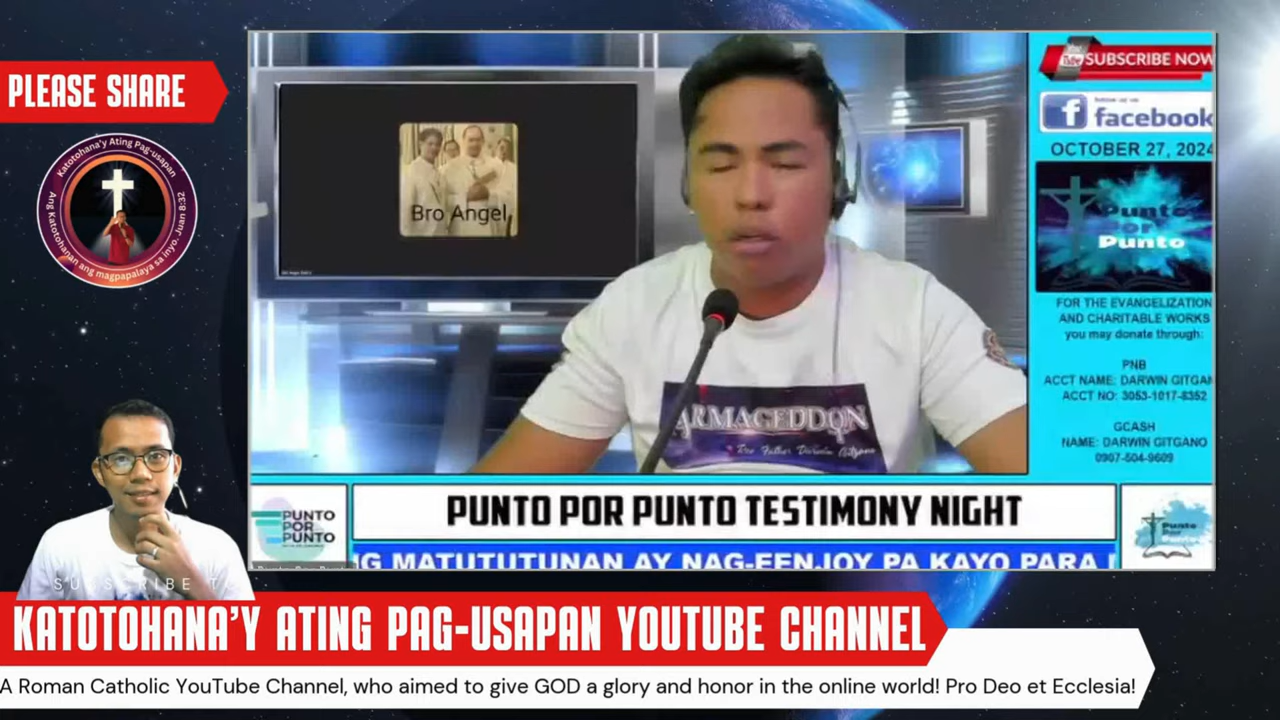 PLEASE SHARE
Katotohana'y Ating Pag-usapan
Ang Katotohanan ang magpapalaya sa inyo. Juan 8:32
Bro Angel
SUBSCRIBE NOW
facebook
OCTOBER 27, 2024
Punto
Por
Punto
FOR THE EVANGELIZATION
AND CHARITABLE WORKS
you may donate through:
PNB
ACCT NAME: DARWIN GITGAN
ACCT NO: 3053-1017-8352
GCASH
NAME: DARWIN GITGANO
0907-504-9609
ARMAGEDDON
PUNTO
POR
PUNTO
PUNTO POR PUNTO TESTIMONY NIGHT
Punto
Por
Punto
G MATUTUTUNAN AY NAG-EENJOY PA KAYO PARA
SUBSCRIBE T
KATOTOHANA'Y ATING PAG-USAPAN YOUTUBE CHANNEL
A Roman Catholic YouTube Channel, who aimed to give GOD a glory and honor in the online world! Pro Deo et Ecclesia!